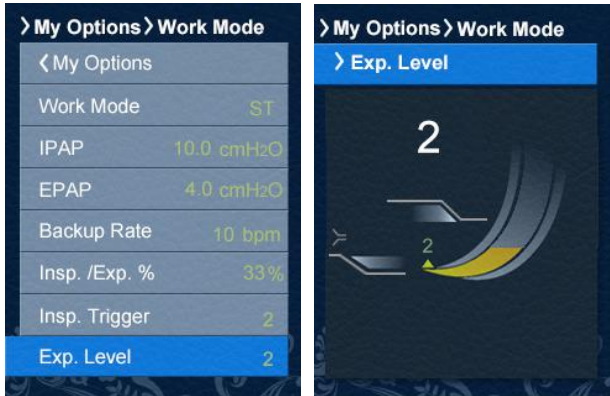 > My Options > Work Mode
< My Options
Work Mode ST
IPAP 10.0 cmH2O
EPAP 4.0 cmH2O
Backup Rate 10 bpm
Insp. /Exp. % 33%
Insp. Trigger 2
Exp. Level 2
> My Options > Work Mode
> Exp. Level
2
2